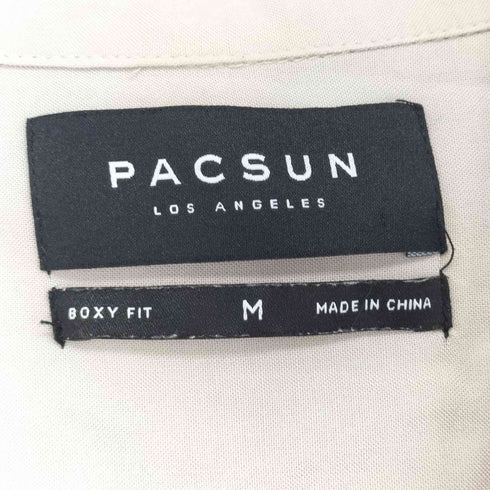 PACSUN
LOS ANGELES
BOXY FIT M MADE IN CHINA